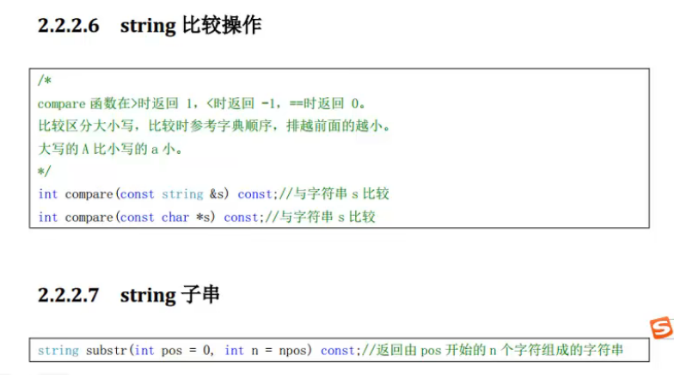 2.2.2.6 string 比较操作
/*
compare 函数在>时返回 1，<时返回 -1，==时返回 0。
比较区分大小写，比较时参考字典顺序，排越前面的越小。
大写的 A 比小写的 a 小。
*/
int compare(const string &s) const;//与字符串 s 比较
int compare(const char *s) const;//与字符串 s 比较
2.2.2.7 string 子串
string substr(int pos = 0, int n = npos) const;//返回由 pos 开始的 n 个字符组成的字符串